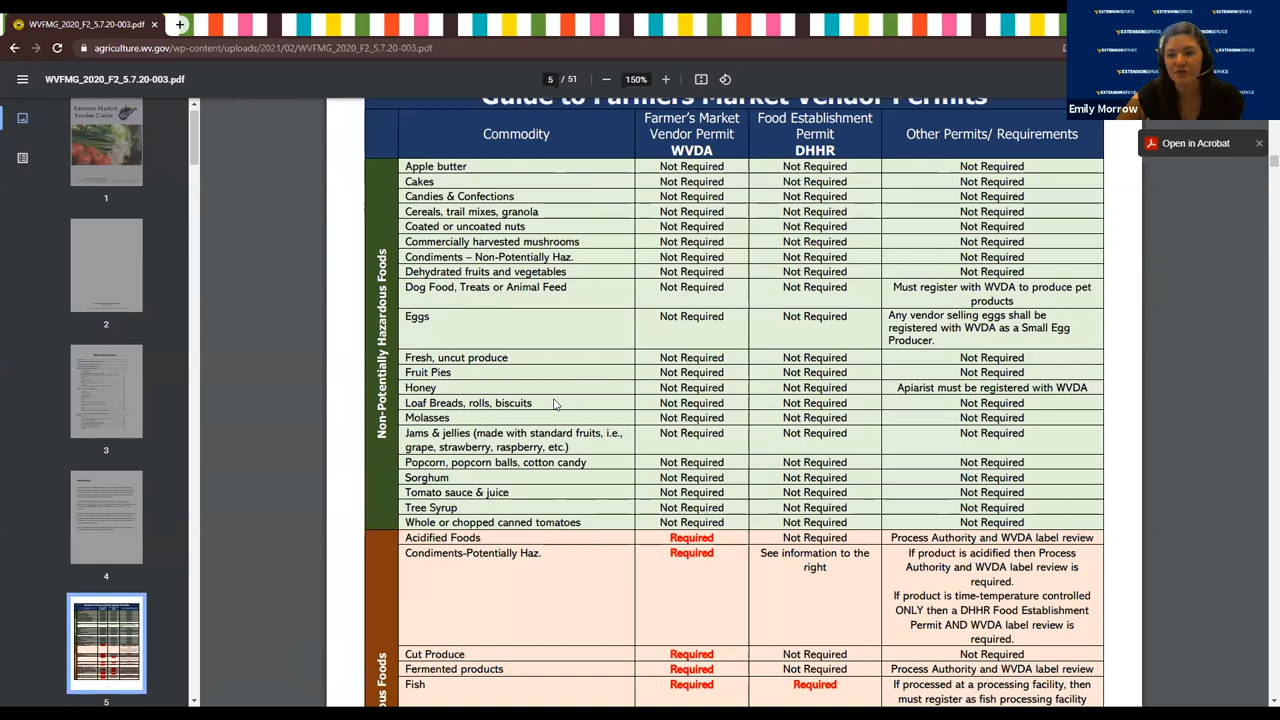 WVFMG_2020_F2_5.7.20-003.pdf
agriculture.wv.gov/wp-content/uploads/2021/02/WVFMG_2020_F2_5.7.20-003.pdf
WVFMG_2020_F2_5.7.20-003.pdf
5 / 51
150%
EXTENSION SERVICE
Emily Morrow
Open in Acrobat
Farmers Market
Vendor Guide
1
2
3
4
5
Guide to Farmers Market Vendor Permits
Commodity
Farmer's Market Vendor Permit WVDA
Food Establishment Permit DHHR
Other Permits/ Requirements
Non-Potentially Hazardous Foods
Apple butter Not Required Not Required Not Required
Cakes Not Required Not Required Not Required
Candies & Confections Not Required Not Required Not Required
Cereals, trail mixes, granola Not Required Not Required Not Required
Coated or uncoated nuts Not Required Not Required Not Required
Commercially harvested mushrooms Not Required Not Required Not Required
Condiments – Non-Potentially Haz. Not Required Not Required Not Required
Dehydrated fruits and vegetables Not Required Not Required Not Required
Dog Food, Treats or Animal Feed Not Required Not Required Must register with WVDA to produce pet
products
Eggs Not Required Not Required Any vendor selling eggs shall be
registered with WVDA as a Small Egg
Producer.
Fresh, uncut produce Not Required Not Required Not Required
Fruit Pies Not Required Not Required Not Required
Honey Not Required Not Required Apiarist must be registered with WVDA
Loaf Breads, rolls, biscuits Not Required Not Required Not Required
Molasses Not Required Not Required Not Required
Jams & jellies (made with standard fruits, i.e., Not Required Not Required Not Required
grape, strawberry, raspberry, etc.)
Popcorn, popcorn balls, cotton candy Not Required Not Required Not Required
Sorghum Not Required Not Required Not Required
Tomato sauce & juice Not Required Not Required Not Required
Tree Syrup Not Required Not Required Not Required
Whole or chopped canned tomatoes Not Required Not Required Not Required
ous Foods
Acidified Foods Required Not Required Process Authority and WVDA label review
Condiments-Potentially Haz. Required See information to the If product is acidified then Process
right Authority and WVDA label review is
required.
If product is time-temperature controlled
ONLY then a DHHR Food Establishment
Permit AND WVDA label review is
required.
Cut Produce Required Not Required Not Required
Fermented products Required Not Required Process Authority and WVDA label review
Fish Required Required If processed at a processing facility, then
must register as fish processing facility